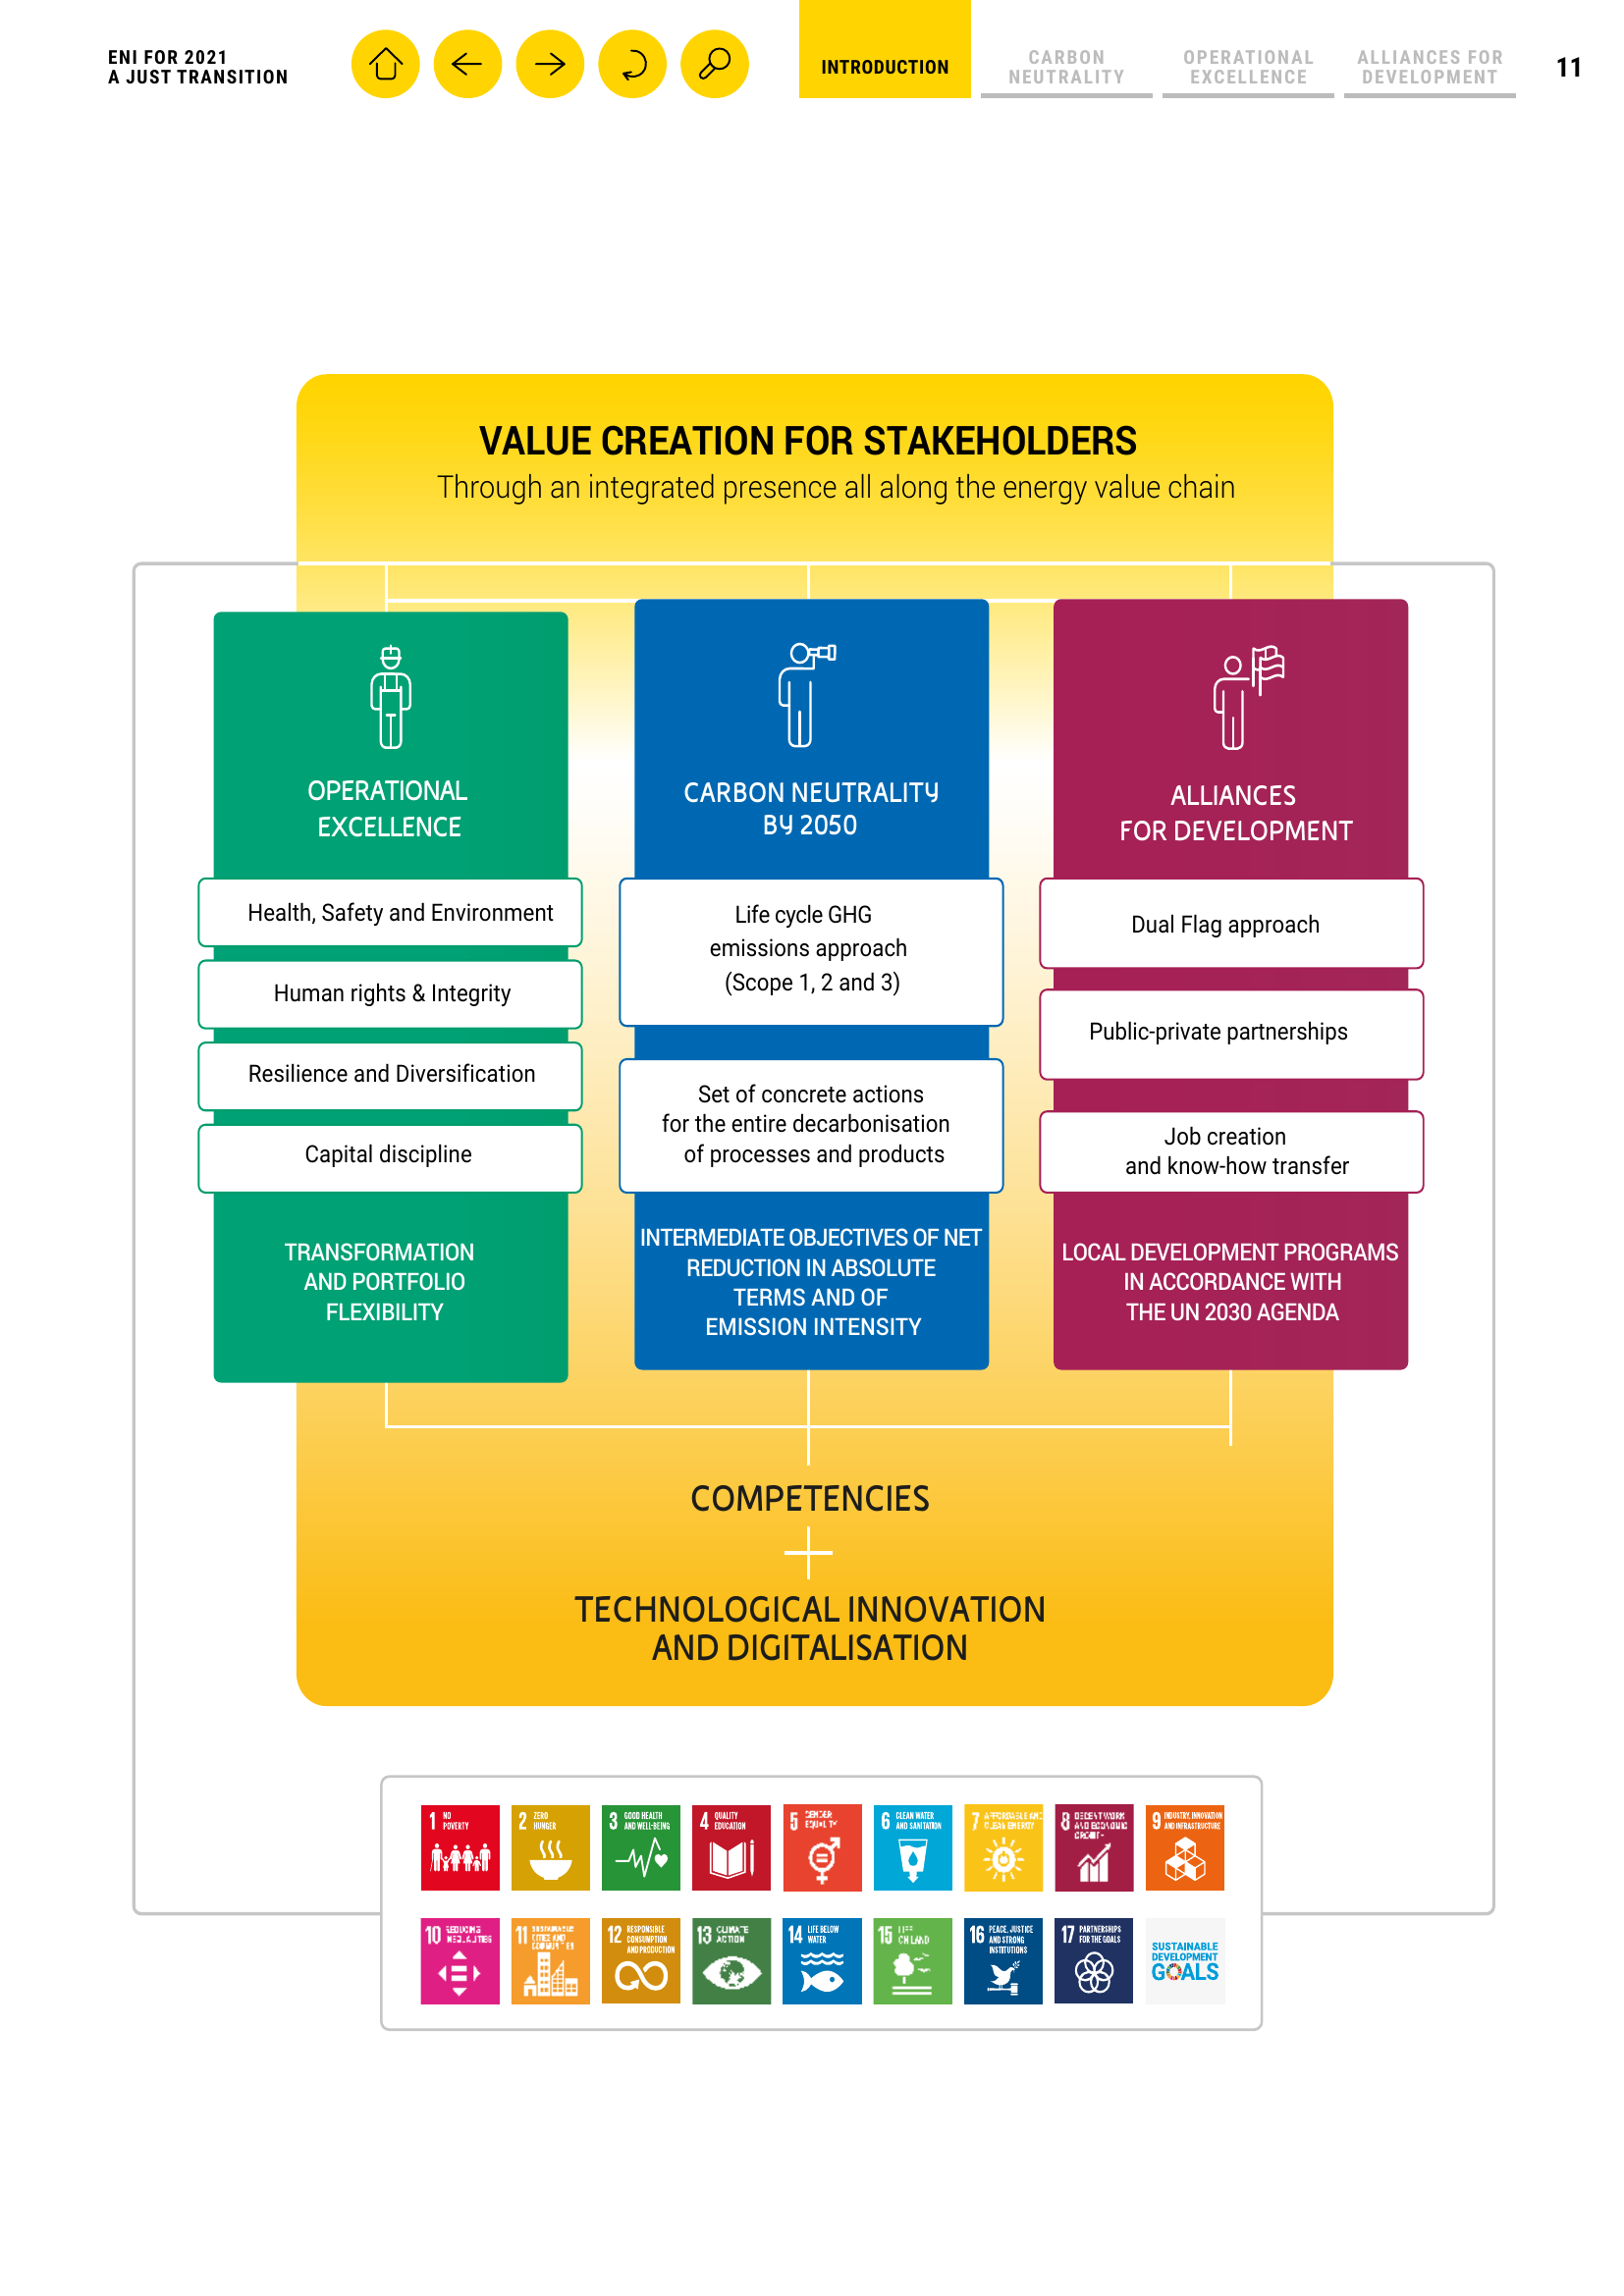 ENI FOR 2021
A JUST TRANSITION
INTRODUCTION
CARBON
NEUTRALITY
OPERATIONAL
EXCELLENCE
ALLIANCES FOR
DEVELOPMENT
11
VALUE CREATION FOR STAKEHOLDERS
Through an integrated presence all along the energy value chain
OPERATIONAL
EXCELLENCE
Health, Safety and Environment
Human rights & Integrity
Resilience and Diversification
Capital discipline
TRANSFORMATION
AND PORTFOLIO
FLEXIBILITY
CARBON NEUTRALITY
BY 2050
Life cycle GHG
emissions approach
(Scope 1, 2 and 3)
Set of concrete actions
for the entire decarbonisation
of processes and products
INTERMEDIATE OBJECTIVES OF NET
REDUCTION IN ABSOLUTE
TERMS AND OF
EMISSION INTENSITY
ALLIANCES
FOR DEVELOPMENT
Dual Flag approach
Public-private partnerships
Job creation
and know-how transfer
LOCAL DEVELOPMENT PROGRAMS
IN ACCORDANCE WITH
THE UN 2030 AGENDA
COMPETENCIES
TECHNOLOGICAL INNOVATION
AND DIGITALISATION
1 NO
POVERTY
2 ZERO
HUNGER
3 GOOD HEALTH
AND WELL-BEING
4 QUALITY
EDUCATION
5 GENDER
EQUALITY
6 CLEAN WATER
AND SANITATION
7 AFFORDABLE AND
CLEAN ENERGY
8 DECENT WORK
AND ECONOMIC
GROWTH
9 INDUSTRY, INNOVATION
AND INFRASTRUCTURE
10 REDUCING
INEQUALITIES
11 SUSTAINABLE
CITIES AND
COMMUNITIES
12 RESPONSIBLE
CONSUMPTION
AND PRODUCTION
13 CLIMATE
ACTION
14 LIFE BELOW
WATER
15 LIFE
ON LAND
16 PEACE, JUSTICE
AND STRONG
INSTITUTIONS
17 PARTNERSHIPS
FOR THE GOALS
SUSTAINABLE
DEVELOPMENT
GOALS